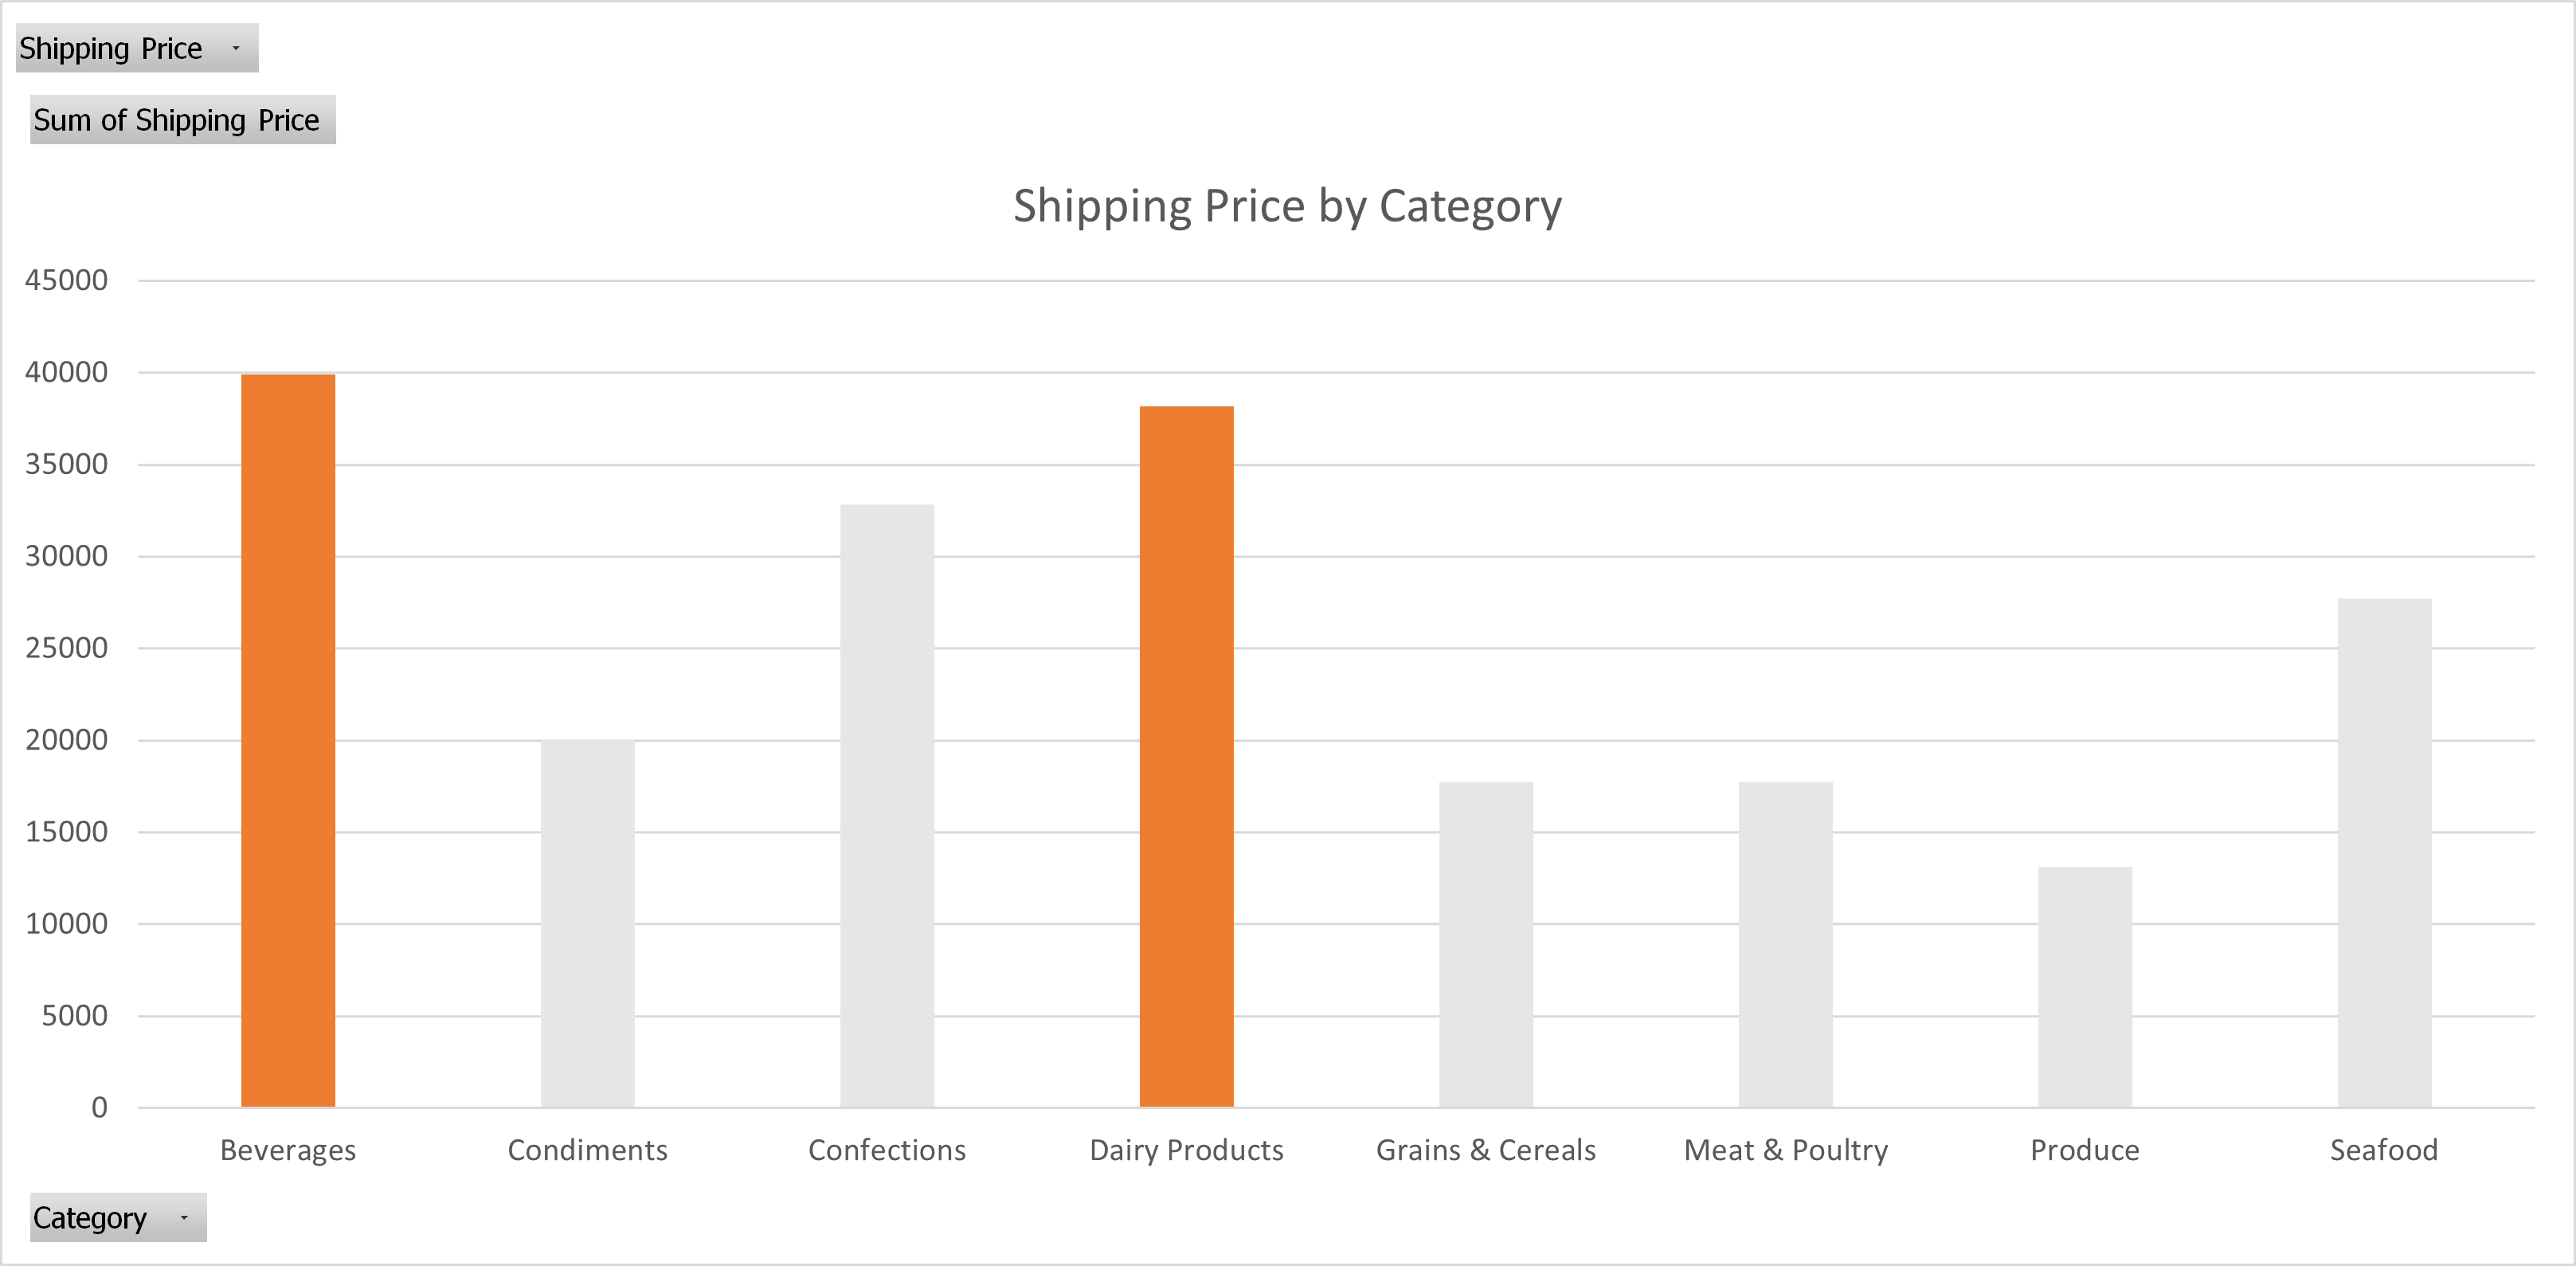 Shipping Price
Sum of Shipping Price
Shipping Price by Category
45000
40000
35000
30000
25000
20000
15000
10000
5000
0
Beverages Condiments Confections Dairy Products Grains & Cereals Meat & Poultry Produce Seafood
Category